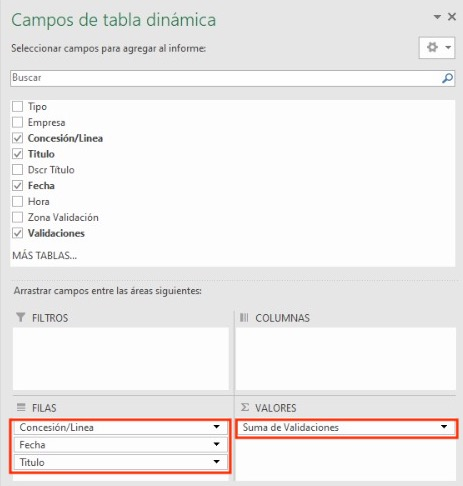 Campos de tabla dinámica
Seleccionar campos para agregar al informe:
Buscar
Tipo
Empresa
Concesión/Linea
Titulo
Dscr Título
Fecha
Hora
Zona Validación
Validaciones
MÁS TABLAS...
Arrastrar campos entre las áreas siguientes:
FILTROS
COLUMNAS
FILAS
Σ VALORES
Concesión/Linea
Suma de Validaciones
Fecha
Titulo